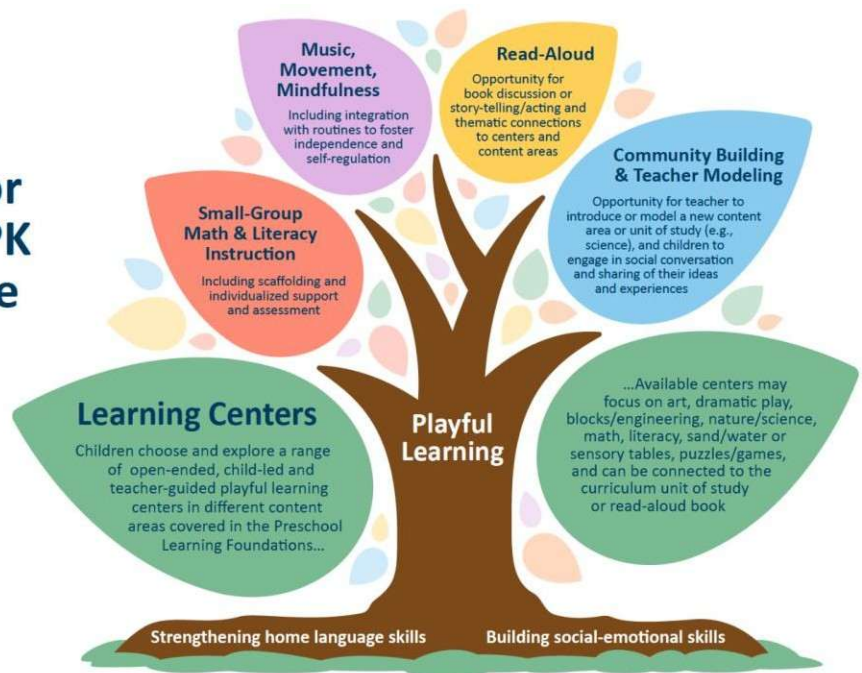 or
PK
e
Music,
Movement,
Mindfulness
Including integration
with routines to foster
independence and
self-regulation
Read-Aloud
Opportunity for
book discussion or
story-telling/acting and
thematic connections
to centers and
content areas
Small-Group
Math & Literacy
Instruction
Including scaffolding and
individualized support
and assessment
Community Building
& Teacher Modeling
Opportunity for teacher to
introduce or model a new content
area or unit of study (e.g.,
science), and children to
engage in social conversation
and sharing of their ideas
and experiences
Learning Centers
Children choose and explore a range
of open-ended, child-led and
teacher-guided playful learning
centers in different content
areas covered in the Preschool
Learning Foundations...
Playful
Learning
...Available centers may
focus on art, dramatic play,
blocks/engineering, nature/science,
math, literacy, sand/water or
sensory tables, puzzles/games,
and can be connected to the
curriculum unit of study
or read-aloud book
Strengthening home language skills
Building social-emotional skills